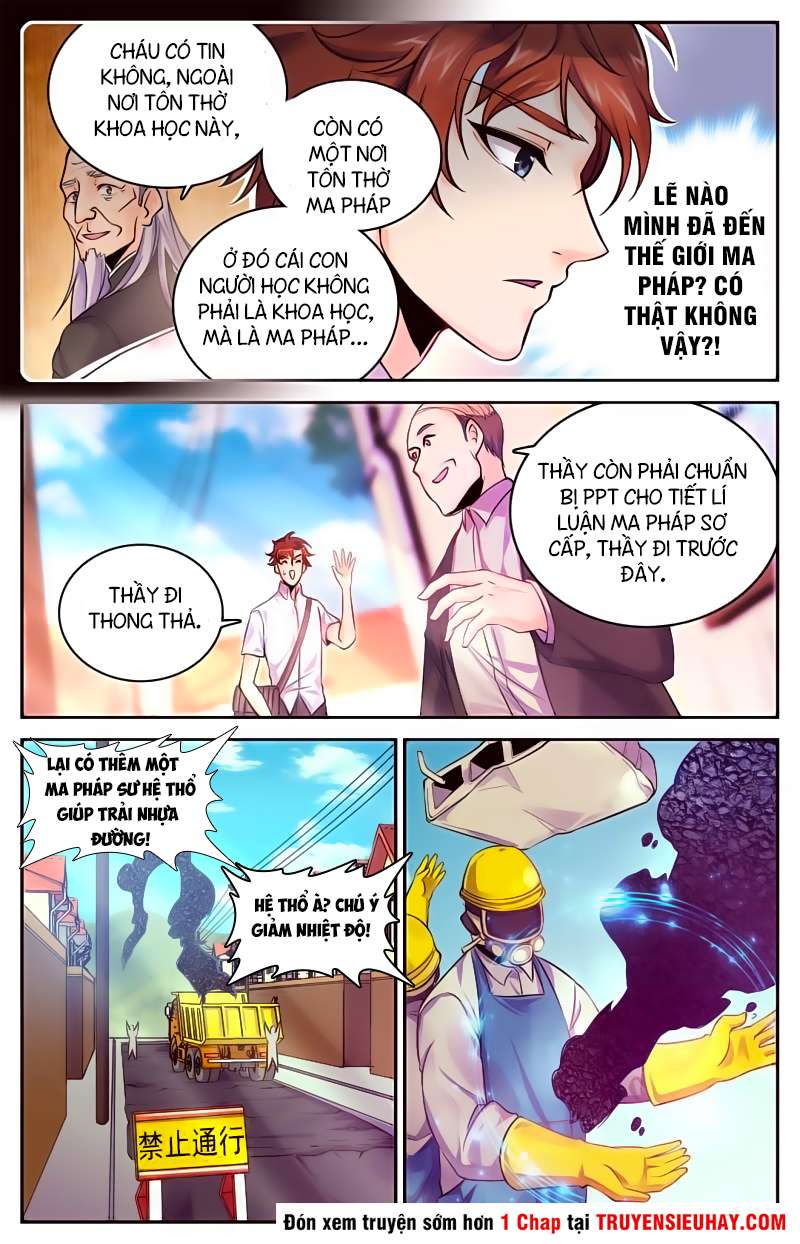 CHÁU CÓ TIN
KHÔNG, NGOÀI
NƠI TÔN THỜ
KHOA HỌC NÀY,
CÒN CÓ
MỘT NƠI
TÔN THỜ
MA PHÁP
Ở ĐÓ CÁI CON
NGƯỜI HỌC KHÔNG
PHẢI LÀ KHOA HỌC,
MÀ LÀ MA PHÁP...
LẼ NÀO
MÌNH ĐÃ ĐẾN
THẾ GIỚI MA
PHÁP? CÓ
THẬT KHÔNG
VẬY?!
THẦY CÒN PHẢI CHUẨN
BỊ PPT CHO TIẾT LÍ
LUẬN MA PHÁP SƠ
CẤP, THẦY ĐI TRƯỚC
ĐÂY.
THẦY ĐI
THONG THẢ.
LẠI CÓ THÊM MỘT
MA PHÁP SƯ HỆ THỔ
GIÚP TRẢI NHỰA
ĐƯỜNG!
HỆ THỔ À? CHÚ Ý
GIẢM NHIỆT ĐỘ!
禁止通行
Đón xem truyện sớm hơn 1 Chap tại TRUYENSIEUHAY.com